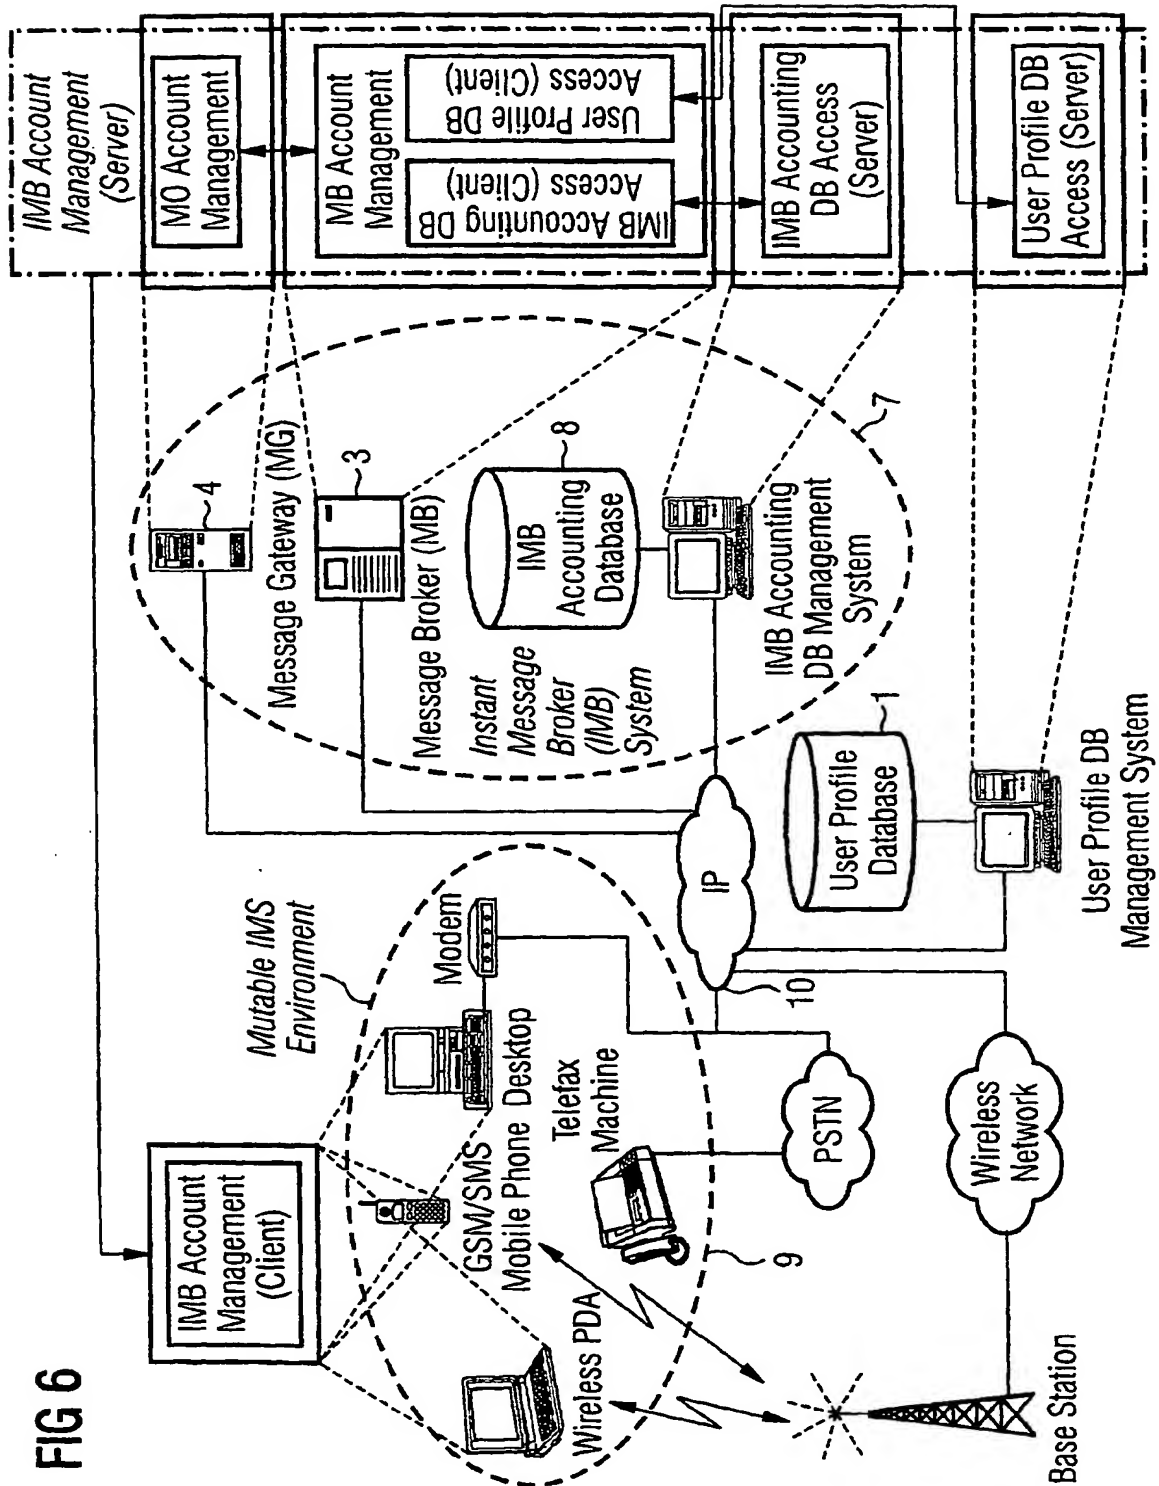 FIG 6
IMB Account
Management
(Client)
IMB Account
Management
(Server)
MO Account
Management
MB Account
Management
IMB Accounting DB
Access (Client)
User Profile DB
Access (Client)
IMB Accounting
DB Access
(Server)
User Profile DB
Access (Server)
Mutable IMS
Environment
Modem
Desktop
GSM/SMS
Mobile Phone
Wireless PDA
Telefax
Machine
9
4
Message Gateway (MG)
3
Message Broker (MB)
8
IMB
Accounting
Database
Instant
Message
Broker
(IMB)
System
IMB Accounting
DB Management
System
7
IP
10
PSTN
Wireless
Network
Base Station
1
User Profile
Database
User Profile DB
Management System